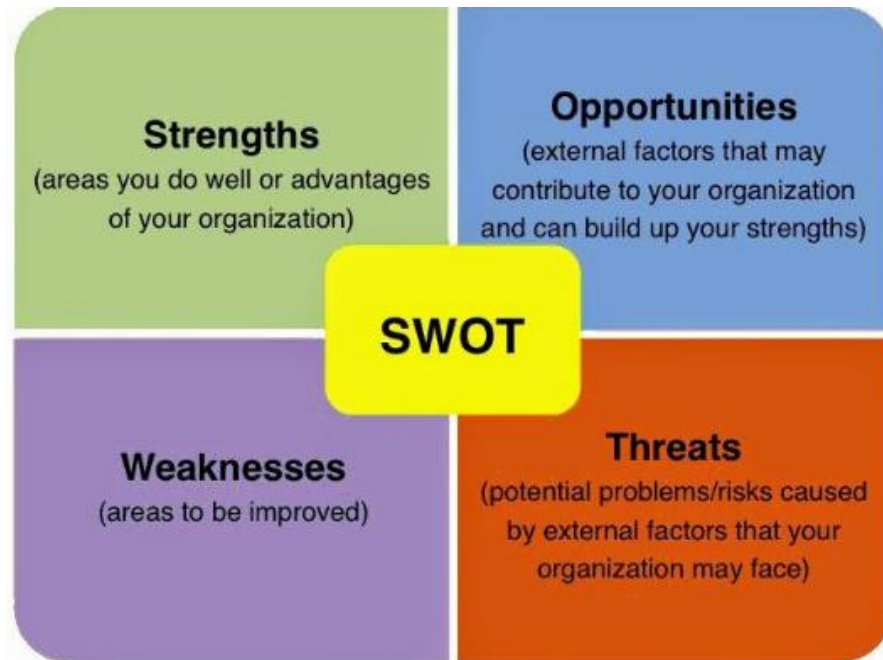 Strengths
(areas you do well or advantages
of your organization)
Opportunities
(external factors that may
contribute to your organization
and can build up your strengths)
SWOT
Weaknesses
(areas to be improved)
Threats
(potential problems/risks caused
by external factors that your
organization may face)